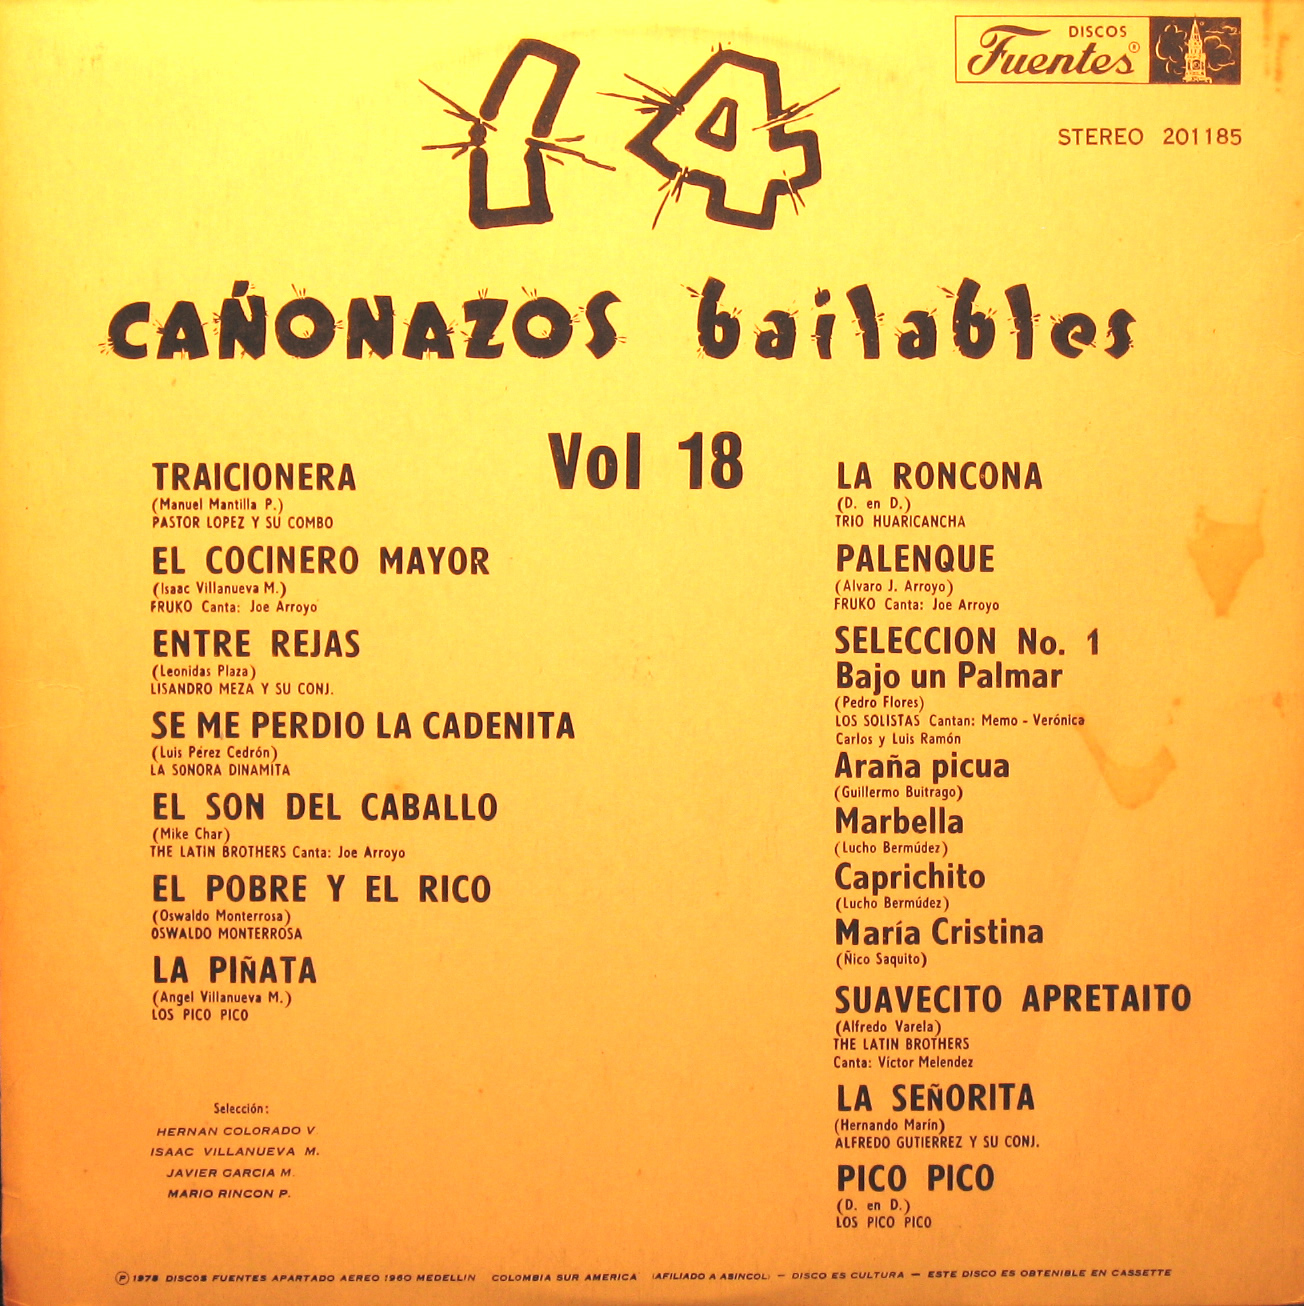 DISCOS
Fuentes®
STEREO 201185
14
CAÑONAZOS bailables
Vol 18
TRAICIONERA
(Manuel Mantilla P.)
PASTOR LOPEZ Y SU COMBO
EL COCINERO MAYOR
(Isaac Villanueva M.)
FRUKO Canta: Joe Arroyo
ENTRE REJAS
(Leonidas Plaza)
LISANDRO MEZA Y SU CONJ.
SE ME PERDIO LA CADENITA
(Luis Pérez Cedrón)
LA SONORA DINAMITA
EL SON DEL CABALLO
(Mike Char)
THE LATIN BROTHERS Canta: Joe Arroyo
EL POBRE Y EL RICO
(Oswaldo Monterrosa)
OSWALDO MONTERROSA
LA PIÑATA
(Angel Villanueva M.)
LOS PICO PICO
Selección:
HERNAN COLORADO V
ISAAC VILLANUEVA M.
JAVIER GARCIA M.
MARIO RINCON P.
LA RONCONA
(D. en D.)
TRIO HUARICANCHA
PALENQUE
(Alvaro J. Arroyo)
FRUKO Canta: Joe Arroyo
SELECCION No. 1
Bajo un Palmar
(Pedro Flores)
LOS SOLISTAS Cantan: Memo - Verónica
Carlos y Luis Ramón
Araña picua
(Guillermo Buitrago)
Marbella
(Lucho Bermúdez)
Caprichito
(Lucho Bermúdez)
María Cristina
(Ñico Saquito)
SUAVECITO APRETAITO
(Alfredo Varela)
THE LATIN BROTHERS
Canta: Víctor Melendez
LA SEÑORITA
(Hernando Marín)
ALFREDO GUTIERREZ Y SU CONJ.
PICO PICO
(D. en D.)
LOS PICO PICO
℗ 1978 DISCOS FUENTES APARTADO AEREO 1960 MEDELLIN COLOMBIA SUR AMERICA (AFILIADO A ASINCOL) — DISCO ES CULTURA — ESTE DISCO ES OBTENIBLE EN CASSETTE